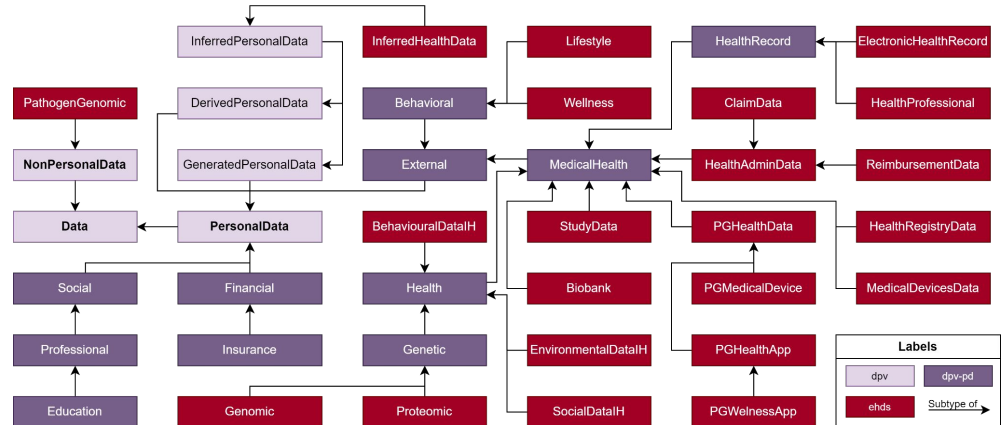 InferredPersonalData
InferredHealthData
Lifestyle
HealthRecord
ElectronicHealthRecord
PathogenGenomic
DerivedPersonalData
Behavioral
Wellness
ClaimData
HealthProfessional
NonPersonalData
GeneratedPersonalData
External
MedicalHealth
HealthAdminData
ReimbursementData
Data
PersonalData
BehaviouralDataIH
StudyData
PGHealthData
HealthRegistryData
Social
Financial
Health
Biobank
PGMedicalDevice
MedicalDevicesData
Professional
Insurance
Genetic
EnvironmentalDataIH
PGHealthApp
Education
Genomic
Proteomic
SocialDataIH
PGWelnessApp
Labels
dpv
dpv-pd
ehds
Subtype of